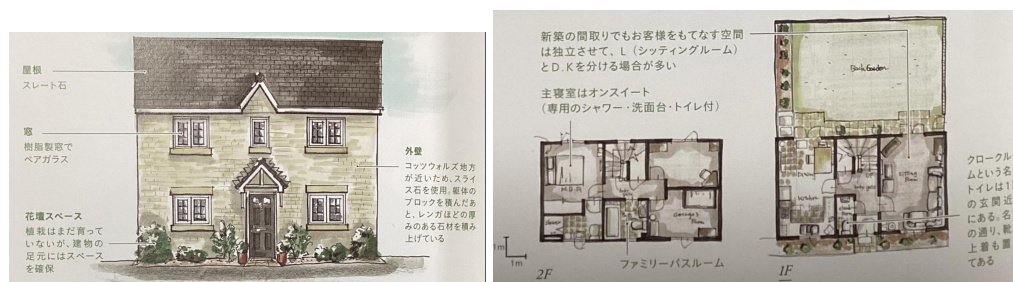 屋根
スレート石
窓
樹脂製窓で
ペアガラス
花壇スペース
植栽はまだ育って
いないが、建物の
足元にはスペース
を確保
外壁
コッツウォルズ地方
が近いため、スライ
ス石を使用。躯体の
ブロックを積んだあ
と、レンガほどの厚
みのある石材を積み
上げている
新築の間取りでもお客様をもてなす空間
は独立させて、L（シッティングルーム）
とD.Kを分ける場合が多い
主寝室はオンスイート
（専用のシャワー・洗面台・トイレ付）
Back Garden
M.B.R
Kitchen
Sitting Room
1m
1m
2F
ファミリーバスルーム
1F
クロークル
ムという名
トイレは1
の玄関近
にある。名
の通り、靴
上着も置
てある